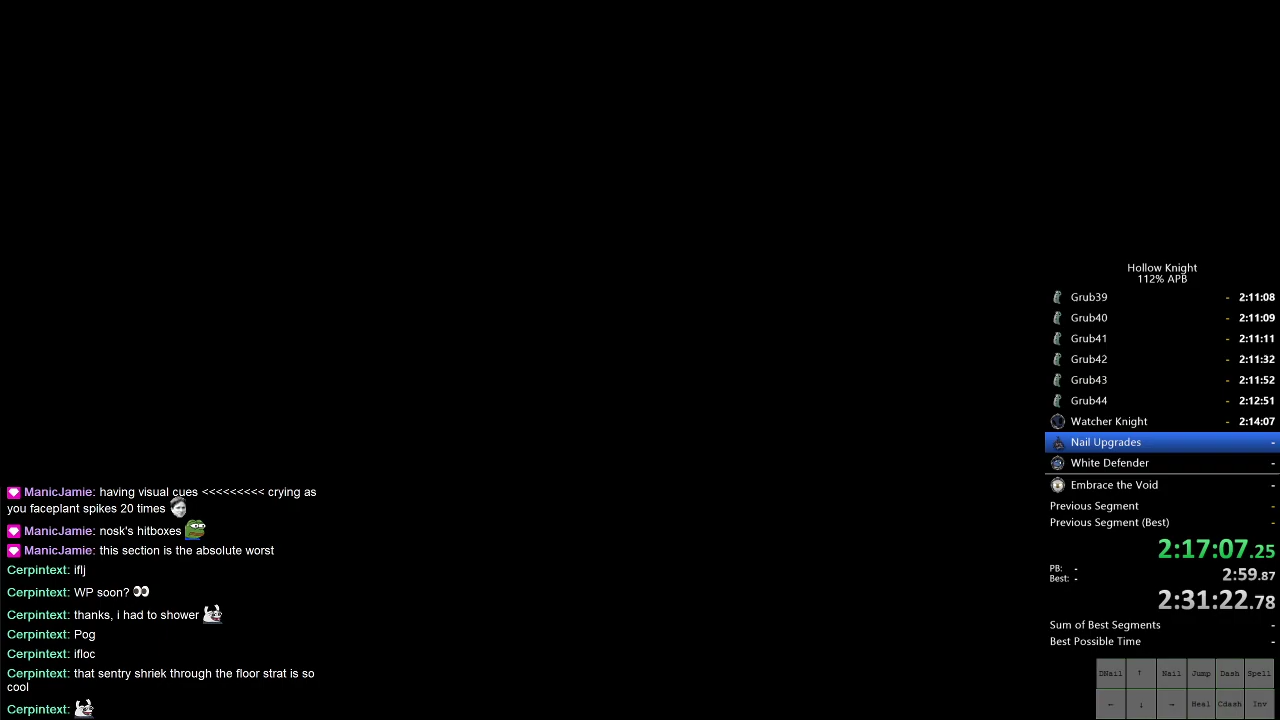 Hollow Knight
112% APB
Grub39 - 2:11:08
Grub40 - 2:11:09
Grub41 - 2:11:11
Grub42 - 2:11:32
Grub43 - 2:11:52
Grub44 - 2:12:51
Watcher Knight - 2:14:07
Nail Upgrades -
White Defender -
Embrace the Void -
Previous Segment -
Previous Segment (Best) -
2:17:07.25
PB: - 
Best: -
2:59.87
2:31:22.78
Sum of Best Segments -
Best Possible Time -
DNail ↑ Nail Jump Dash Spell
← ↓ → Heal Cdash Inv
ManicJamie: having visual cues <<<<<<<<< crying as
you faceplant spikes 20 times
ManicJamie: nosk's hitboxes
ManicJamie: this section is the absolute worst
Cerpintext: iflj
Cerpintext: WP soon? 👀
Cerpintext: thanks, i had to shower
Cerpintext: Pog
Cerpintext: ifloc
Cerpintext: that sentry shriek through the floor strat is so
cool
Cerpintext: